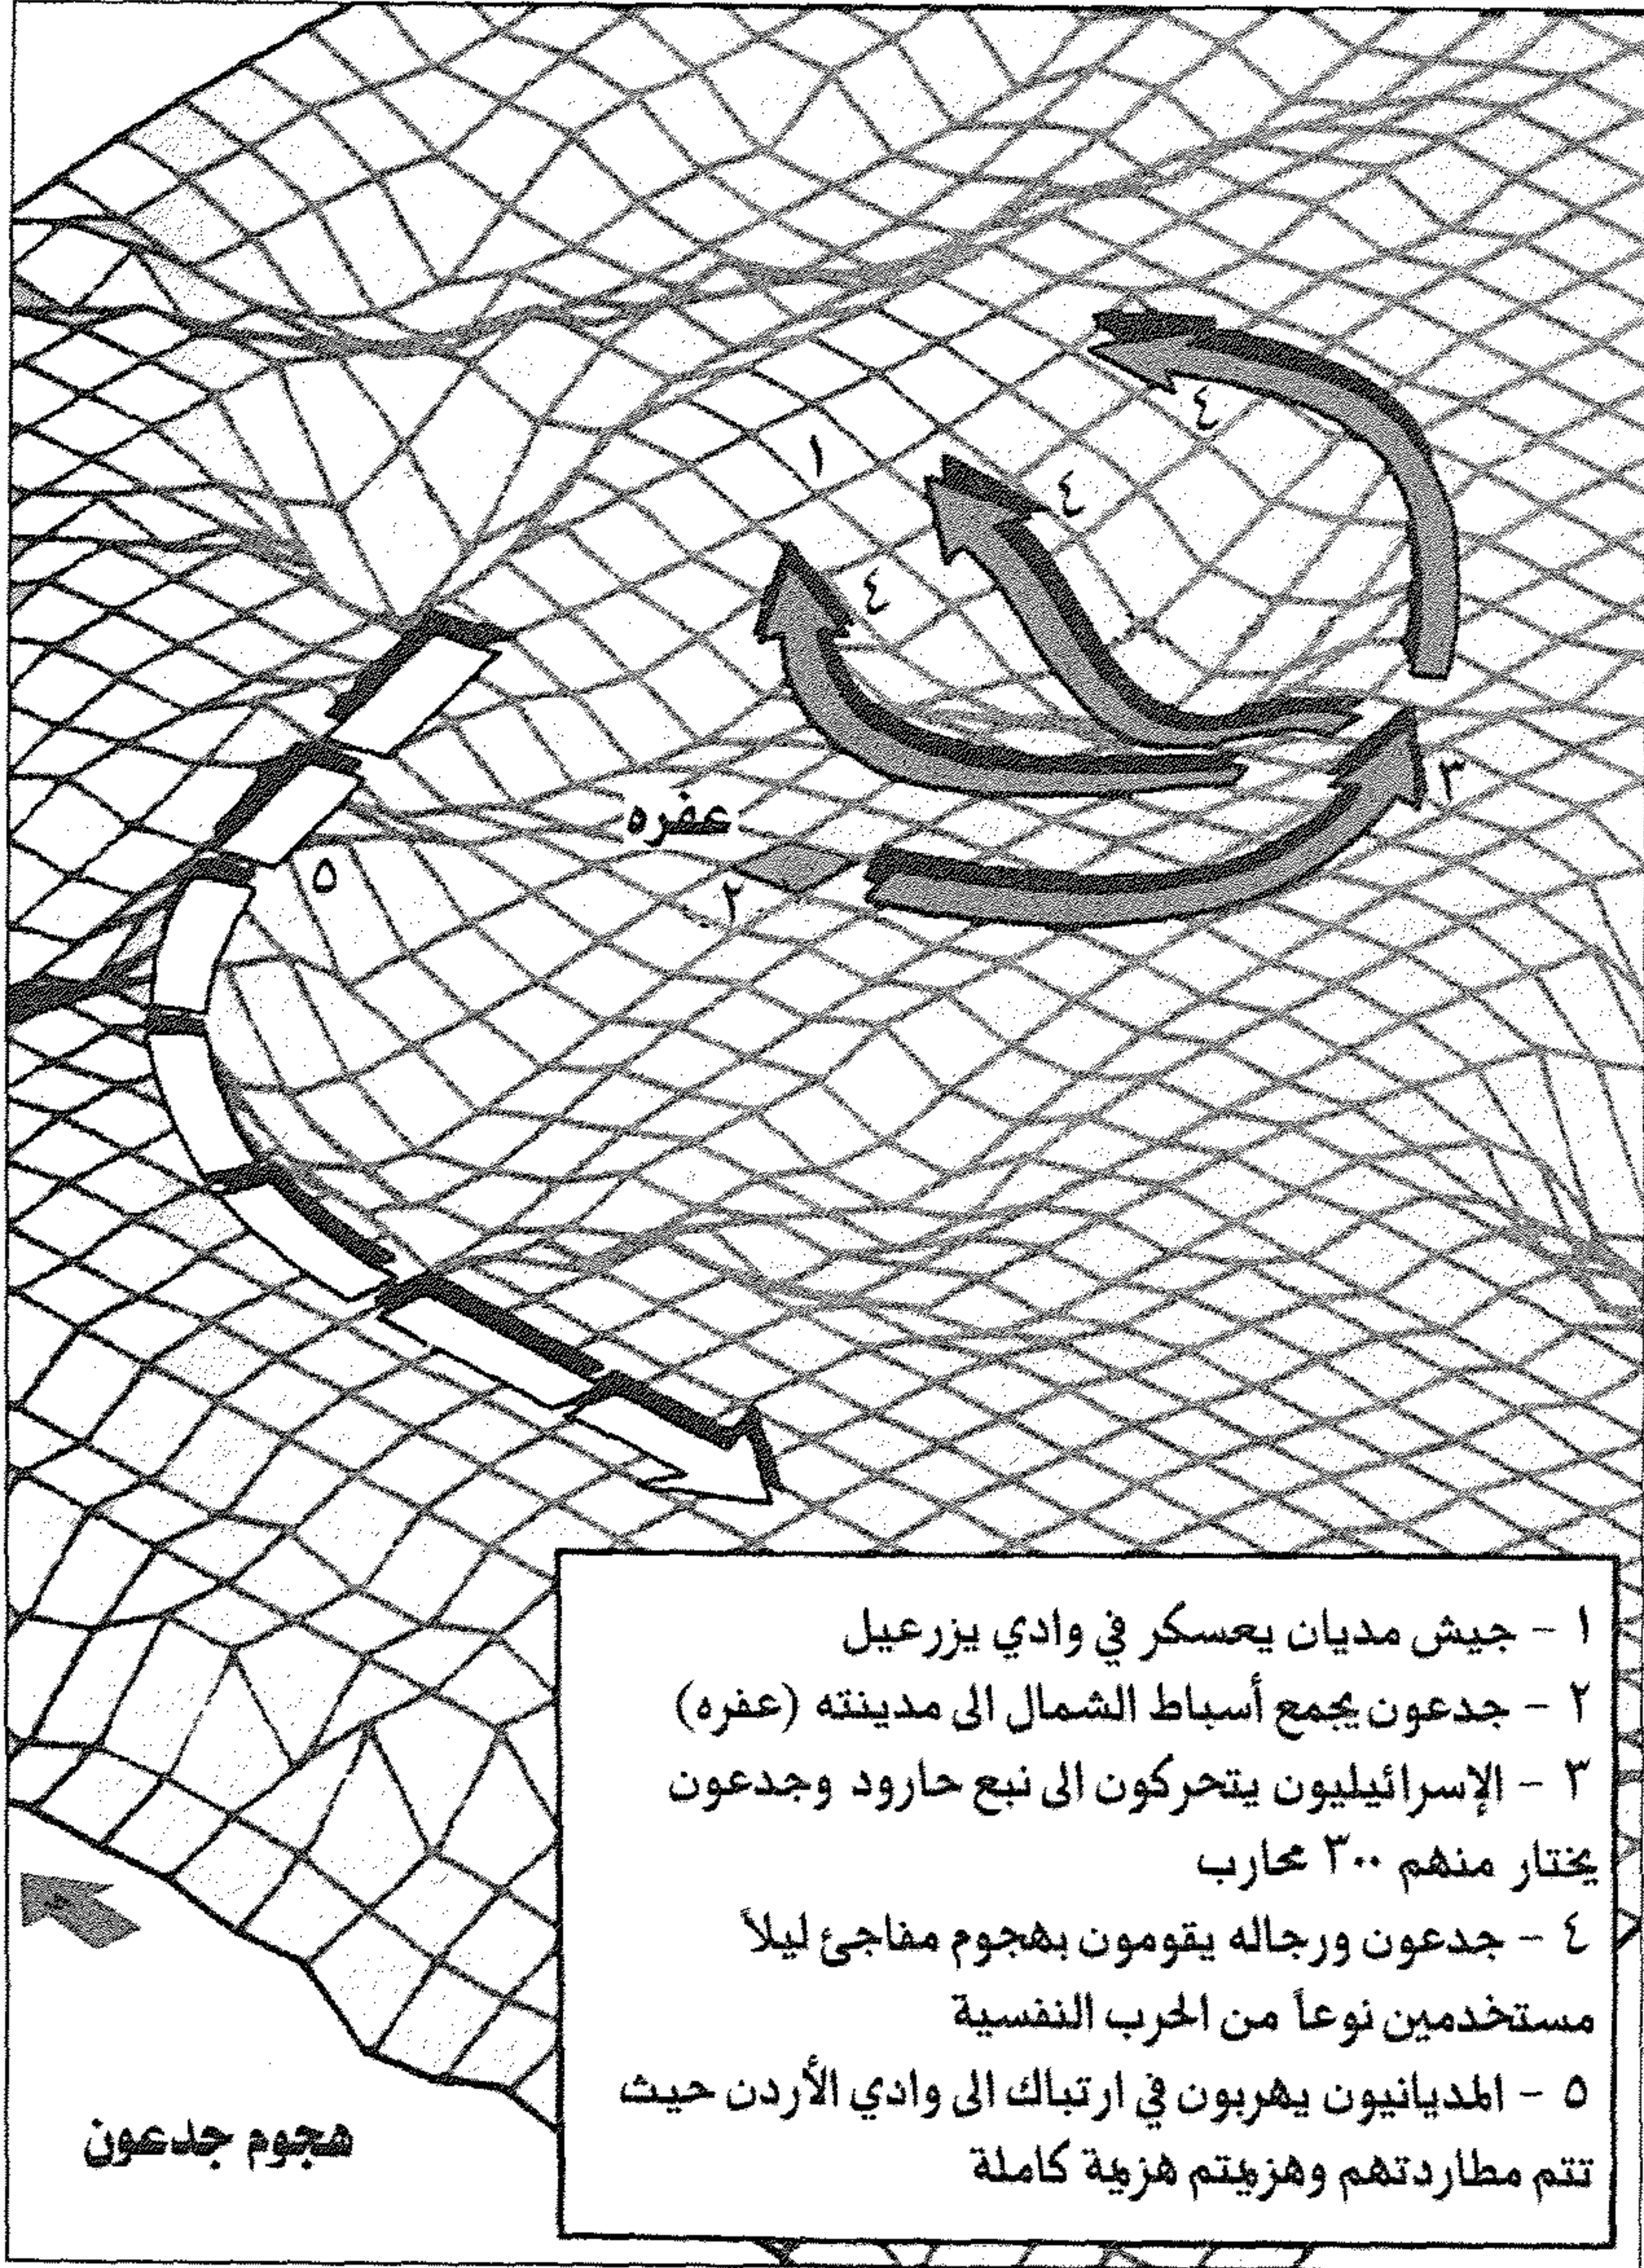 ٤
١
٤
٤
٣
عفره
٢
٥
١ - جيش مديان يعسكر في وادي يزرعيل
٢ - جدعون يجمع أسباط الشمال الى مدينته (عفره)
٣ - الإسرائيليون يتحركون الى نبع حارود وجدعون
يختار منهم ٣٠٠ محارب
٤ - جدعون ورجاله يقومون بهجوم مفاجئ ليلاً
مستخدمين نوعاً من الحرب النفسية
٥ - المديانيون يهربون في ارتباك الى وادي الأردن حيث
تتم مطاردتهم وهزيمتم هزيمة كاملة
هجوم جدعون